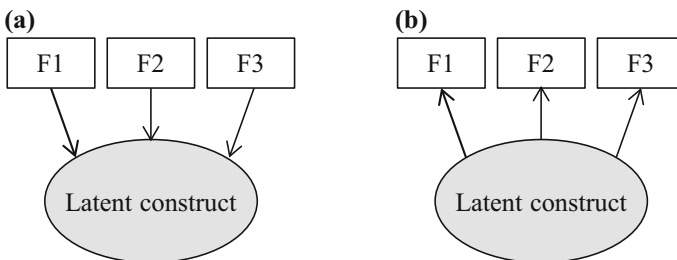 (a)
F1 F2 F3
Latent construct
(b)
F1 F2 F3
Latent construct